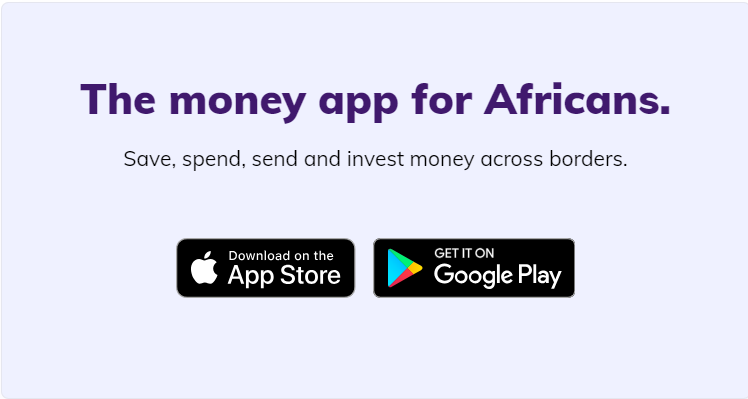 The money app for Africans.
Save, spend, send and invest money across borders.
Download on the
App Store
GET IT ON
Google Play